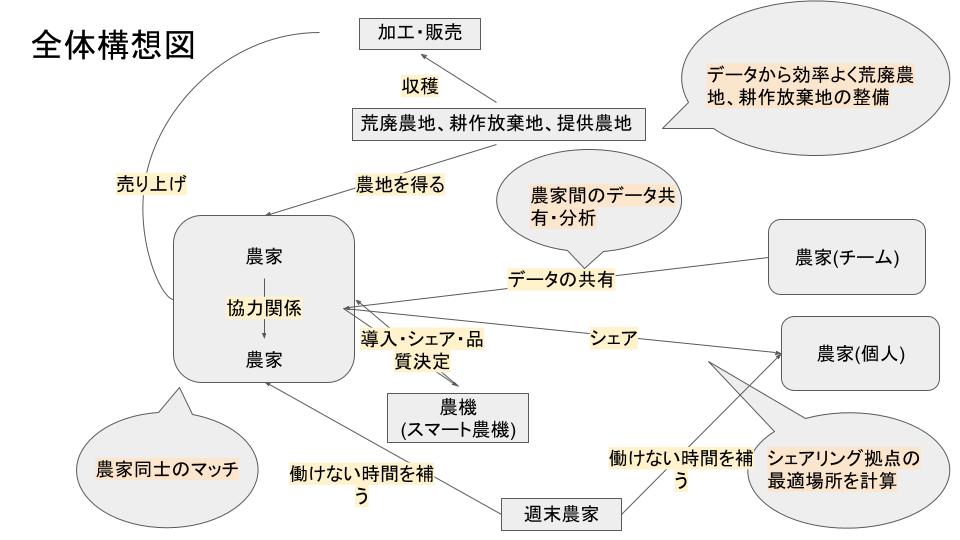 全体構想図
加工・販売
データから効率よく荒廃農
地、耕作放棄地の整備
収穫
荒廃農地、耕作放棄地、提供農地
売り上げ
農地を得る
農家間のデータ共
有・分析
農家
農家(チーム)
データの共有
協力関係
導入・シェア・品
質決定
シェア
農家
農家(個人)
農機
(スマート農機)
農家同士のマッチ
働けない時間を補
う
働けない時間を補
う
シェアリング拠点の
最適場所を計算
週末農家